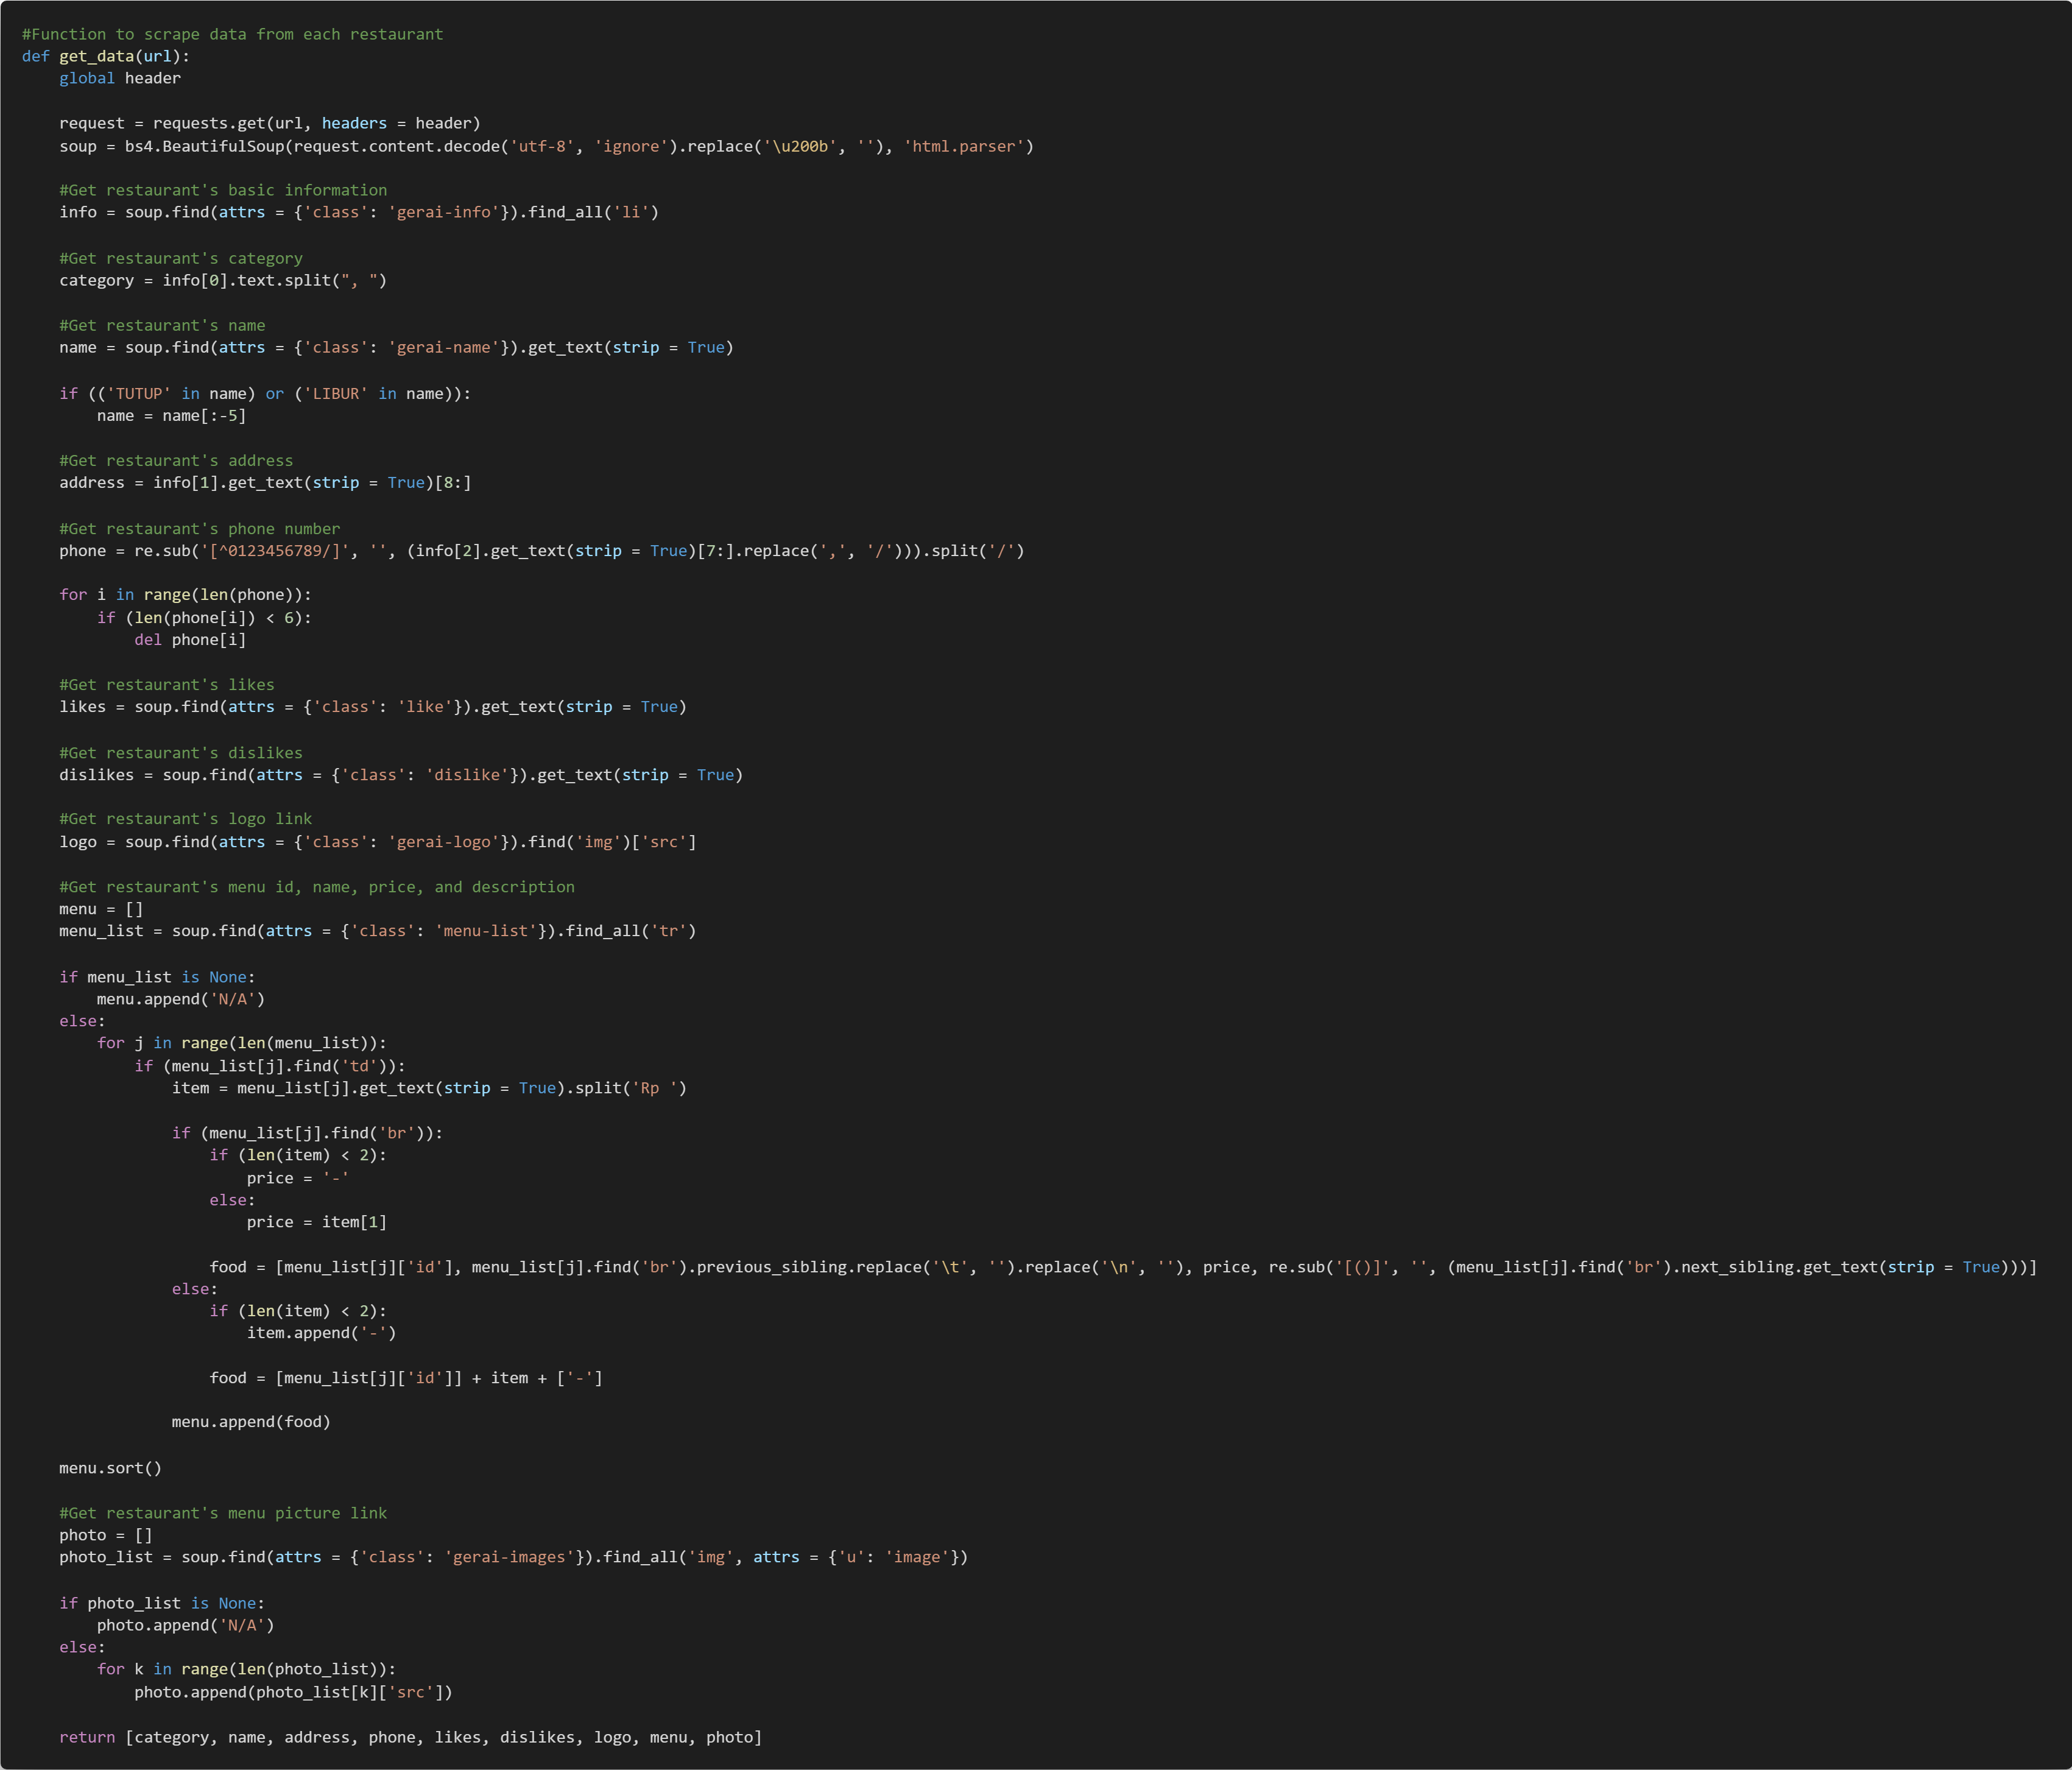 #Function to scrape data from each restaurant
def get_data(url):
    global header

    request = requests.get(url, headers = header)
    soup = bs4.BeautifulSoup(request.content.decode('utf-8', 'ignore').replace('\u200b', ''), 'html.parser')

    #Get restaurant's basic information
    info = soup.find(attrs = {'class': 'gerai-info'}).find_all('li')

    #Get restaurant's category
    category = info[0].text.split(", ")

    #Get restaurant's name
    name = soup.find(attrs = {'class': 'gerai-name'}).get_text(strip = True)

    if (('TUTUP' in name) or ('LIBUR' in name)):
        name = name[:-5]

    #Get restaurant's address
    address = info[1].get_text(strip = True)[8:]

    #Get restaurant's phone number
    phone = re.sub('[^0123456789/]', '', (info[2].get_text(strip = True)[7:].replace(',', '/'))).split('/')

    for i in range(len(phone)):
        if (len(phone[i]) < 6):
            del phone[i]

    #Get restaurant's likes
    likes = soup.find(attrs = {'class': 'like'}).get_text(strip = True)

    #Get restaurant's dislikes
    dislikes = soup.find(attrs = {'class': 'dislike'}).get_text(strip = True)

    #Get restaurant's logo link
    logo = soup.find(attrs = {'class': 'gerai-logo'}).find('img')['src']

    #Get restaurant's menu id, name, price, and description
    menu = []
    menu_list = soup.find(attrs = {'class': 'menu-list'}).find_all('tr')

    if menu_list is None:
        menu.append('N/A')
    else:
        for j in range(len(menu_list)):
            if (menu_list[j].find('td')):
                item = menu_list[j].get_text(strip = True).split('Rp ')

                if (menu_list[j].find('br')):
                    if (len(item) < 2):
                        price = '-'
                    else:
                        price = item[1]

                    food = [menu_list[j]['id'], menu_list[j].find('br').previous_sibling.replace('\t', '').replace('\n', ''), price, re.sub('[()]', '', (menu_list[j].find('br').next_sibling.get_text(strip = True)))]
                else:
                    if (len(item) < 2):
                        item.append('-')

                    food = [menu_list[j]['id']] + item + ['-']

                menu.append(food)

    menu.sort()

    #Get restaurant's menu picture link
    photo = []
    photo_list = soup.find(attrs = {'class': 'gerai-images'}).find_all('img', attrs = {'u': 'image'})

    if photo_list is None:
        photo.append('N/A')
    else:
        for k in range(len(photo_list)):
            photo.append(photo_list[k]['src'])

    return [category, name, address, phone, likes, dislikes, logo, menu, photo]